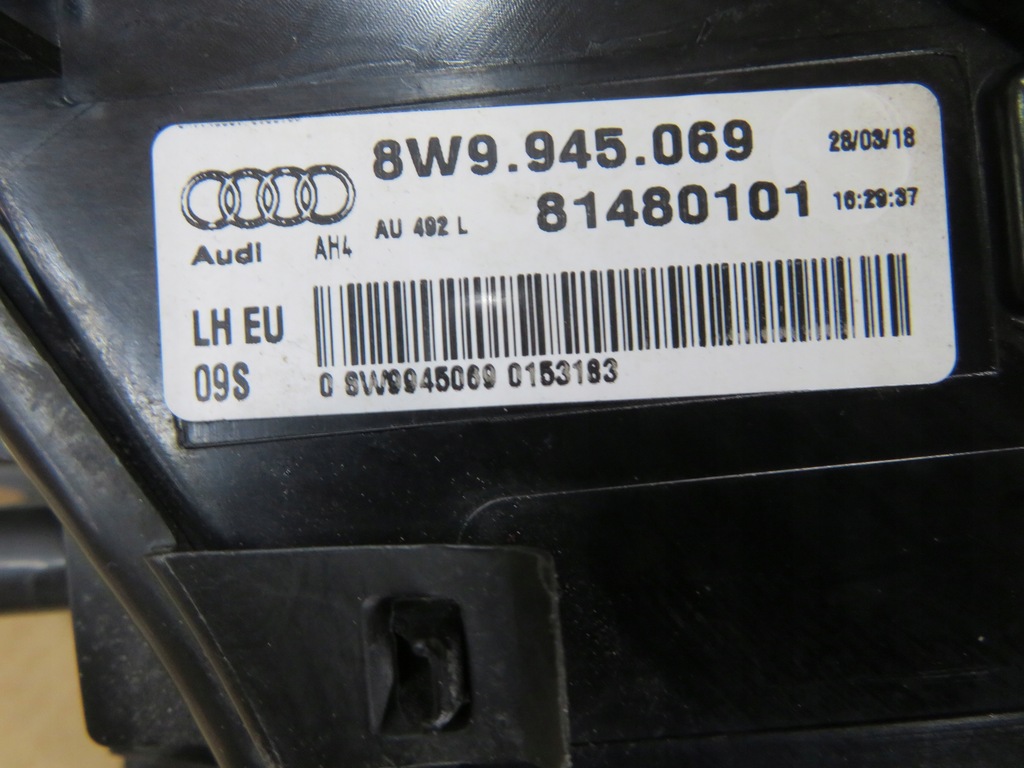 8W9.945.069 28/03/18
81480101 16:29:37
Audi AH4 AU 492 L
LH EU
09S
0 8W9945069 0153183